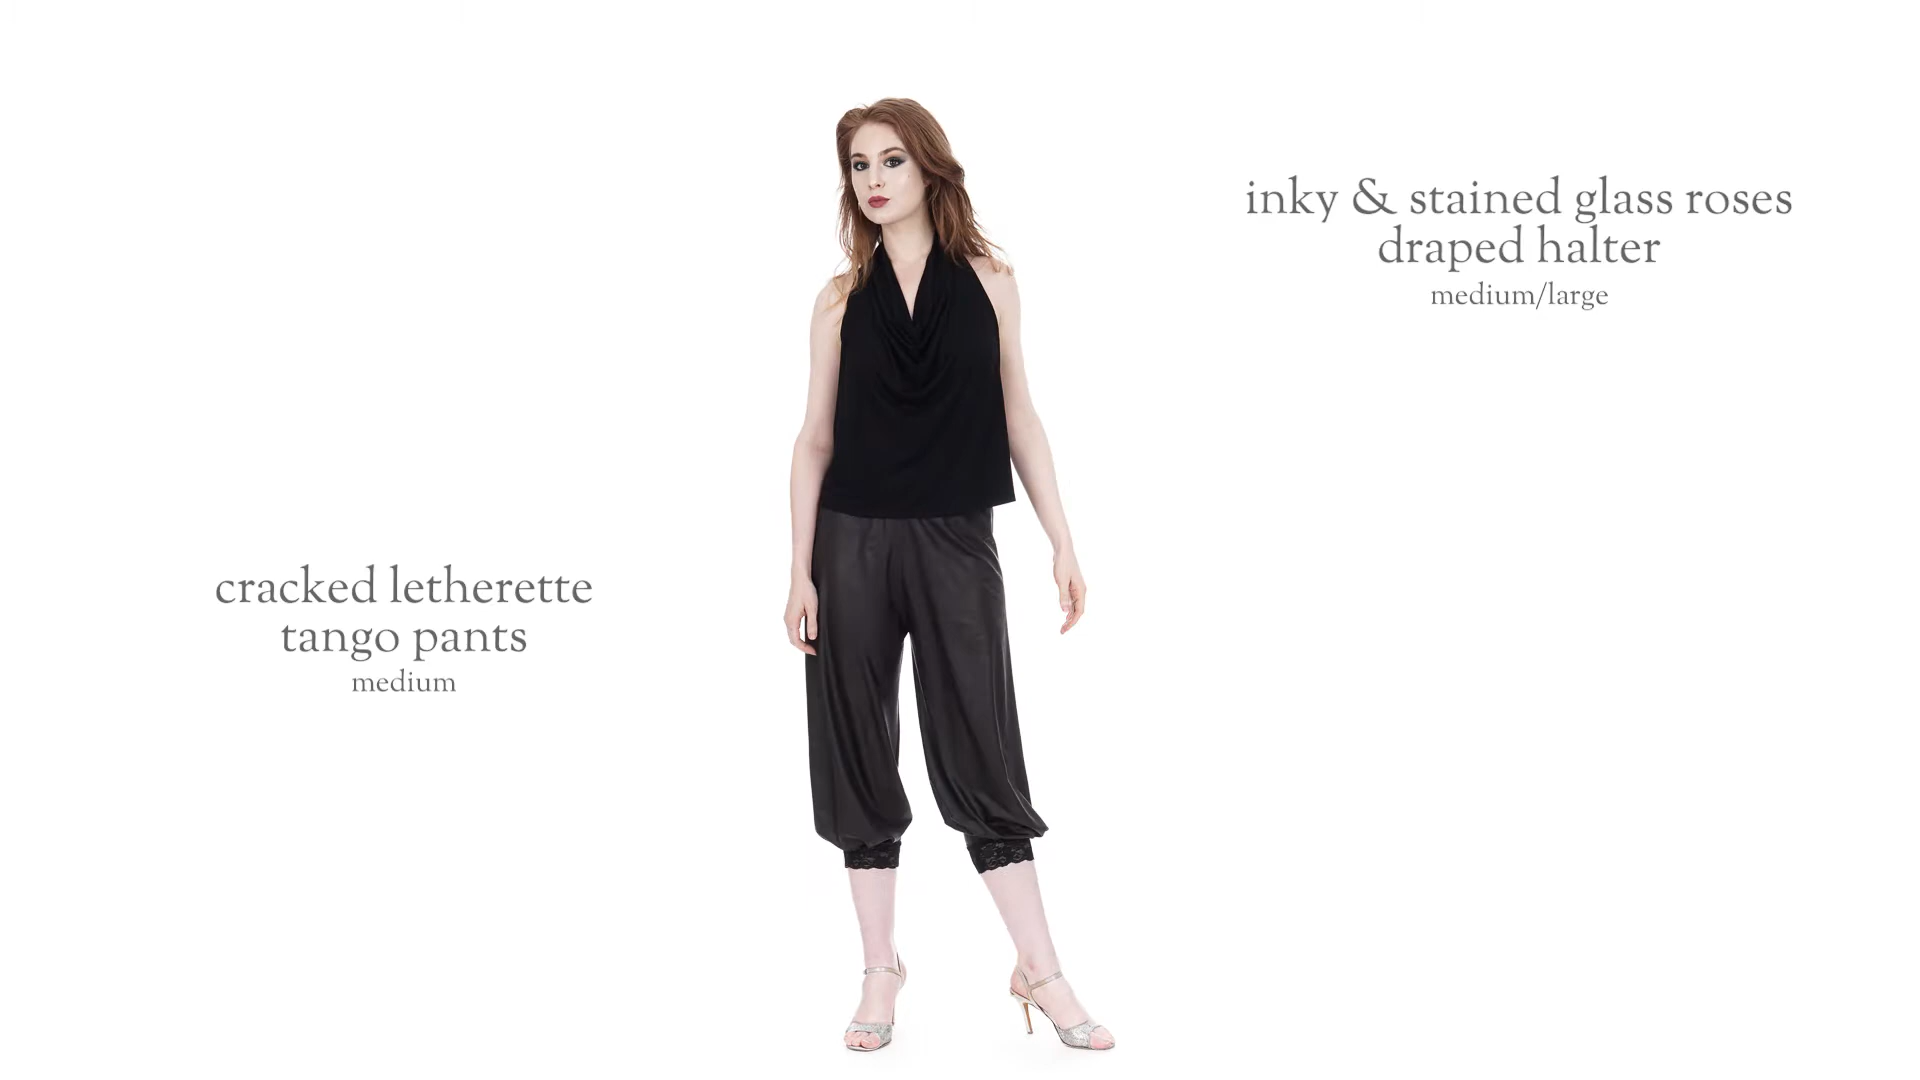 inky & stained glass roses
draped halter
medium/large
cracked letherette
tango pants
medium